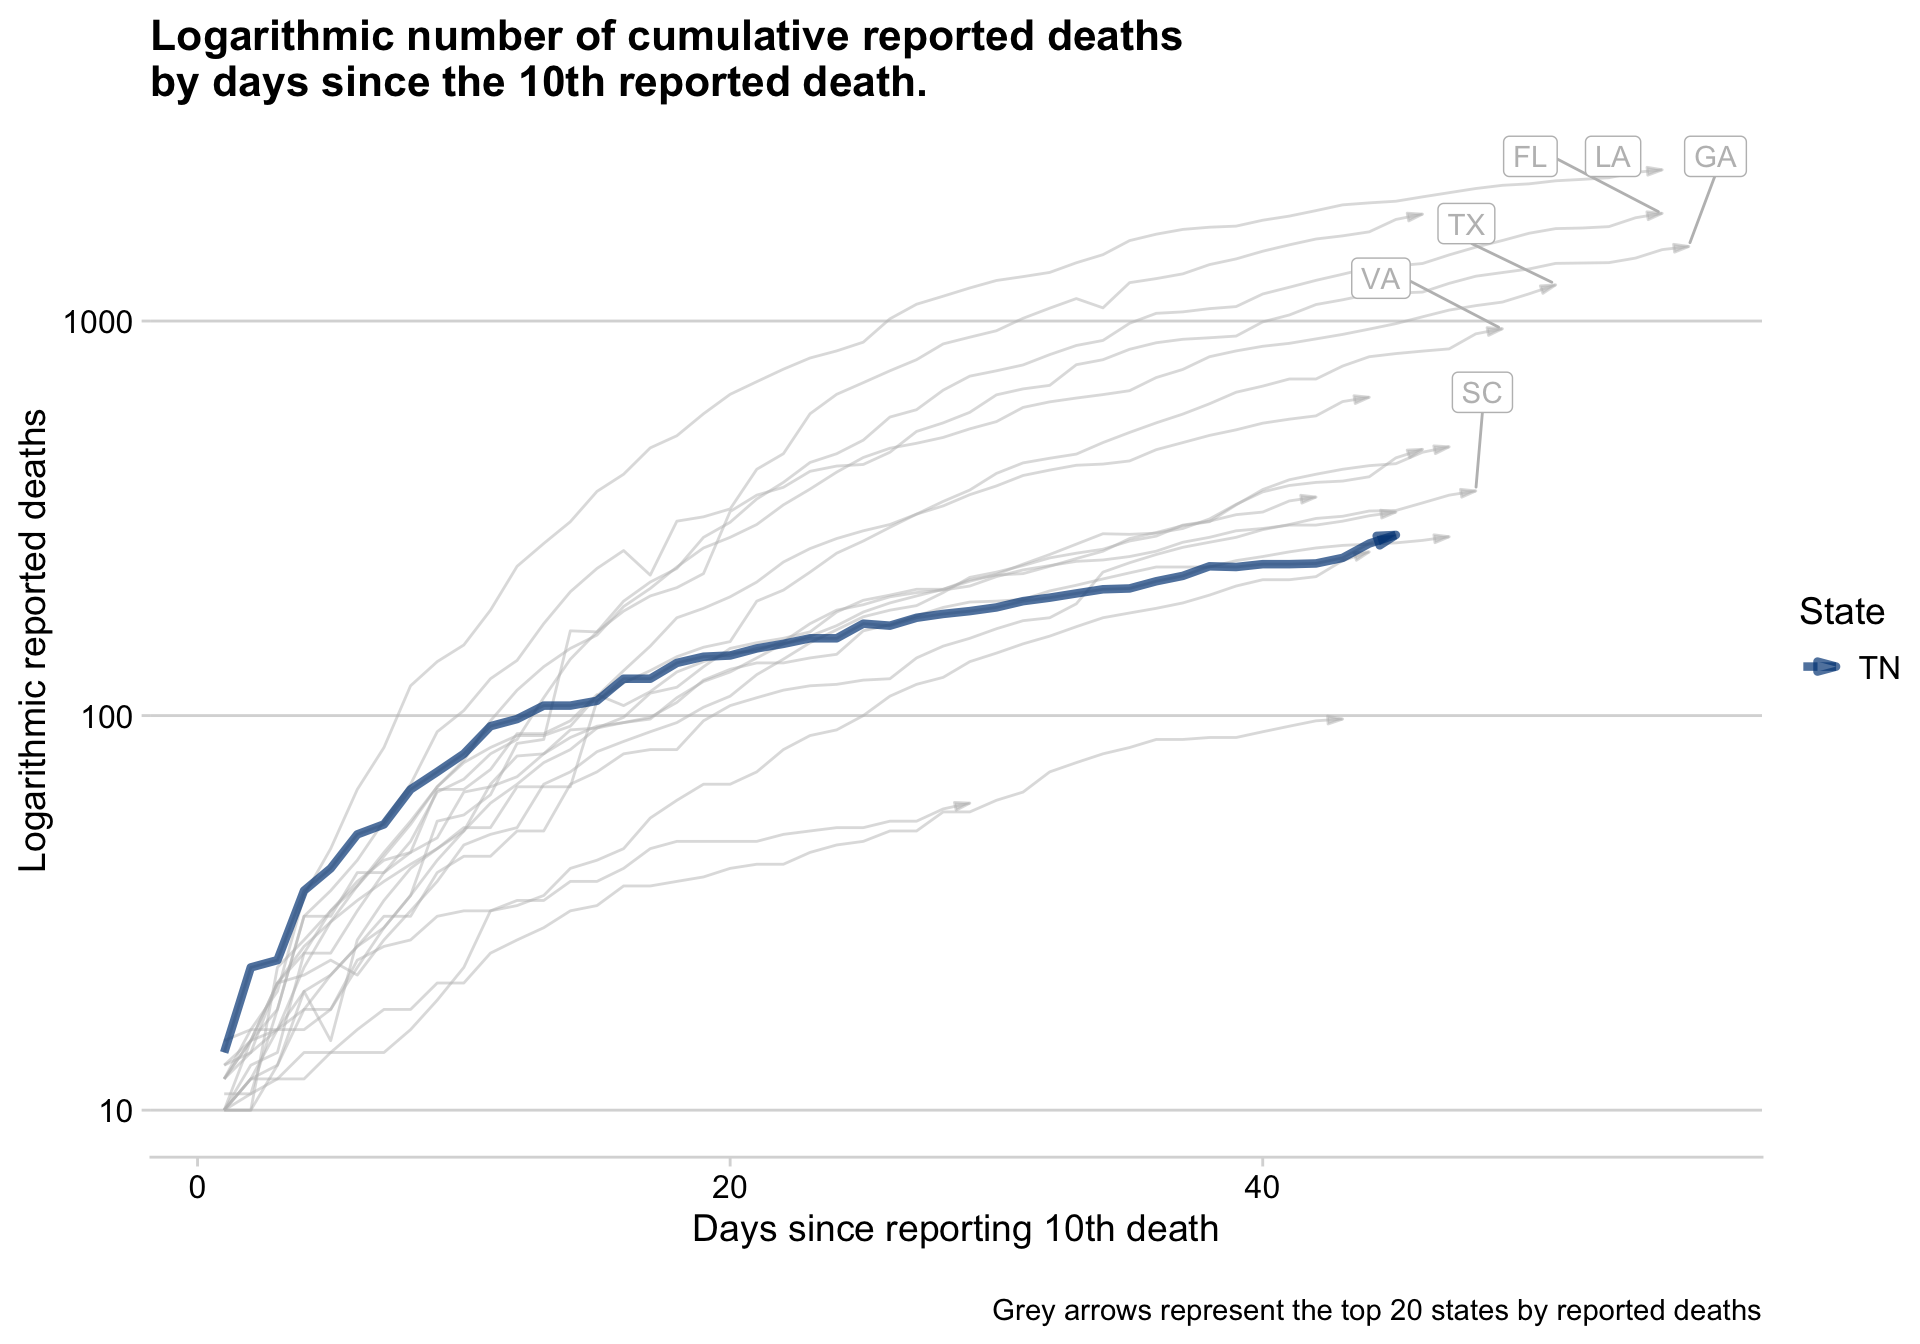 Logarithmic number of cumulative reported deaths
by days since the 10th reported death.
FL
LA
GA
TX
VA
SC
1000
100
10
Logarithmic reported deaths
State
TN
0
20
40
Days since reporting 10th death
Grey arrows represent the top 20 states by reported deaths